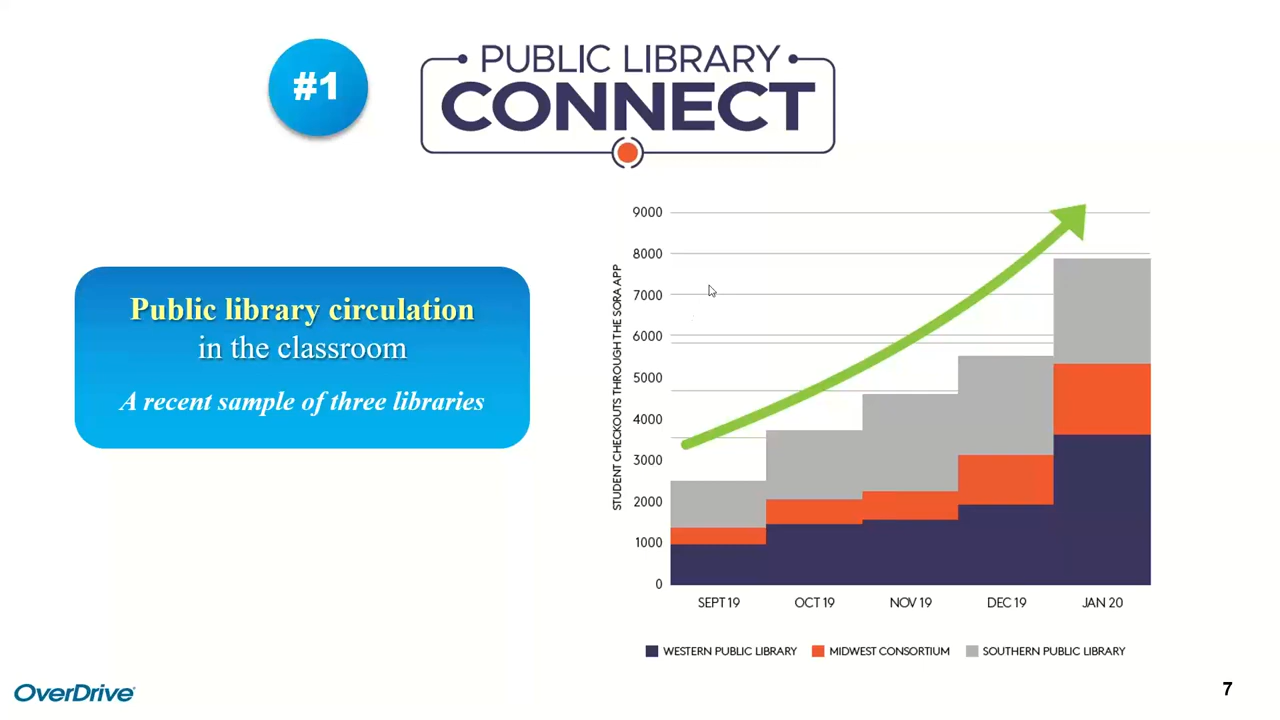 #1
PUBLIC LIBRARY
CONNECT
Public library circulation
in the classroom
A recent sample of three libraries
STUDENT CHECKOUTS THROUGH THE SORA APP
9000
8000
7000
6000
5000
4000
3000
2000
1000
0
SEPT 19 OCT 19 NOV 19 DEC 19 JAN 20
WESTERN PUBLIC LIBRARY MIDWEST CONSORTIUM SOUTHERN PUBLIC LIBRARY
OverDrive
7